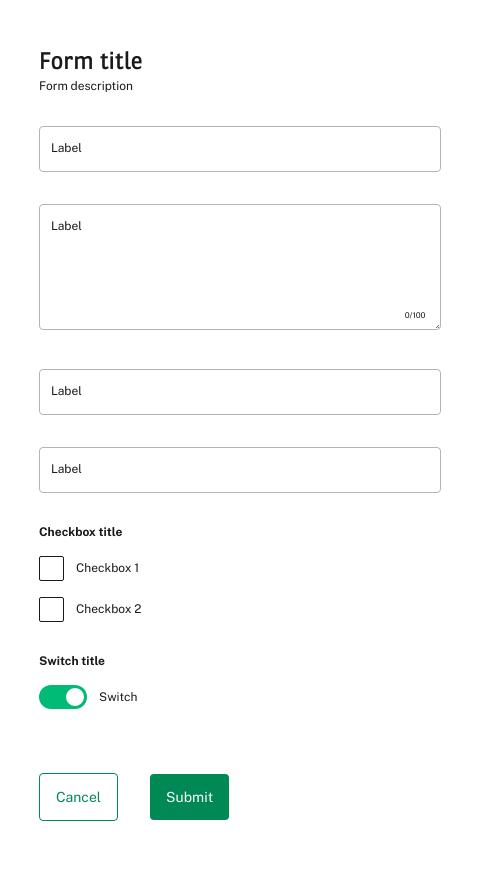 Form title
Form description
Label
Label
0/100
Label
Label
Checkbox title
Checkbox 1
Checkbox 2
Switch title
Switch
Cancel Submit